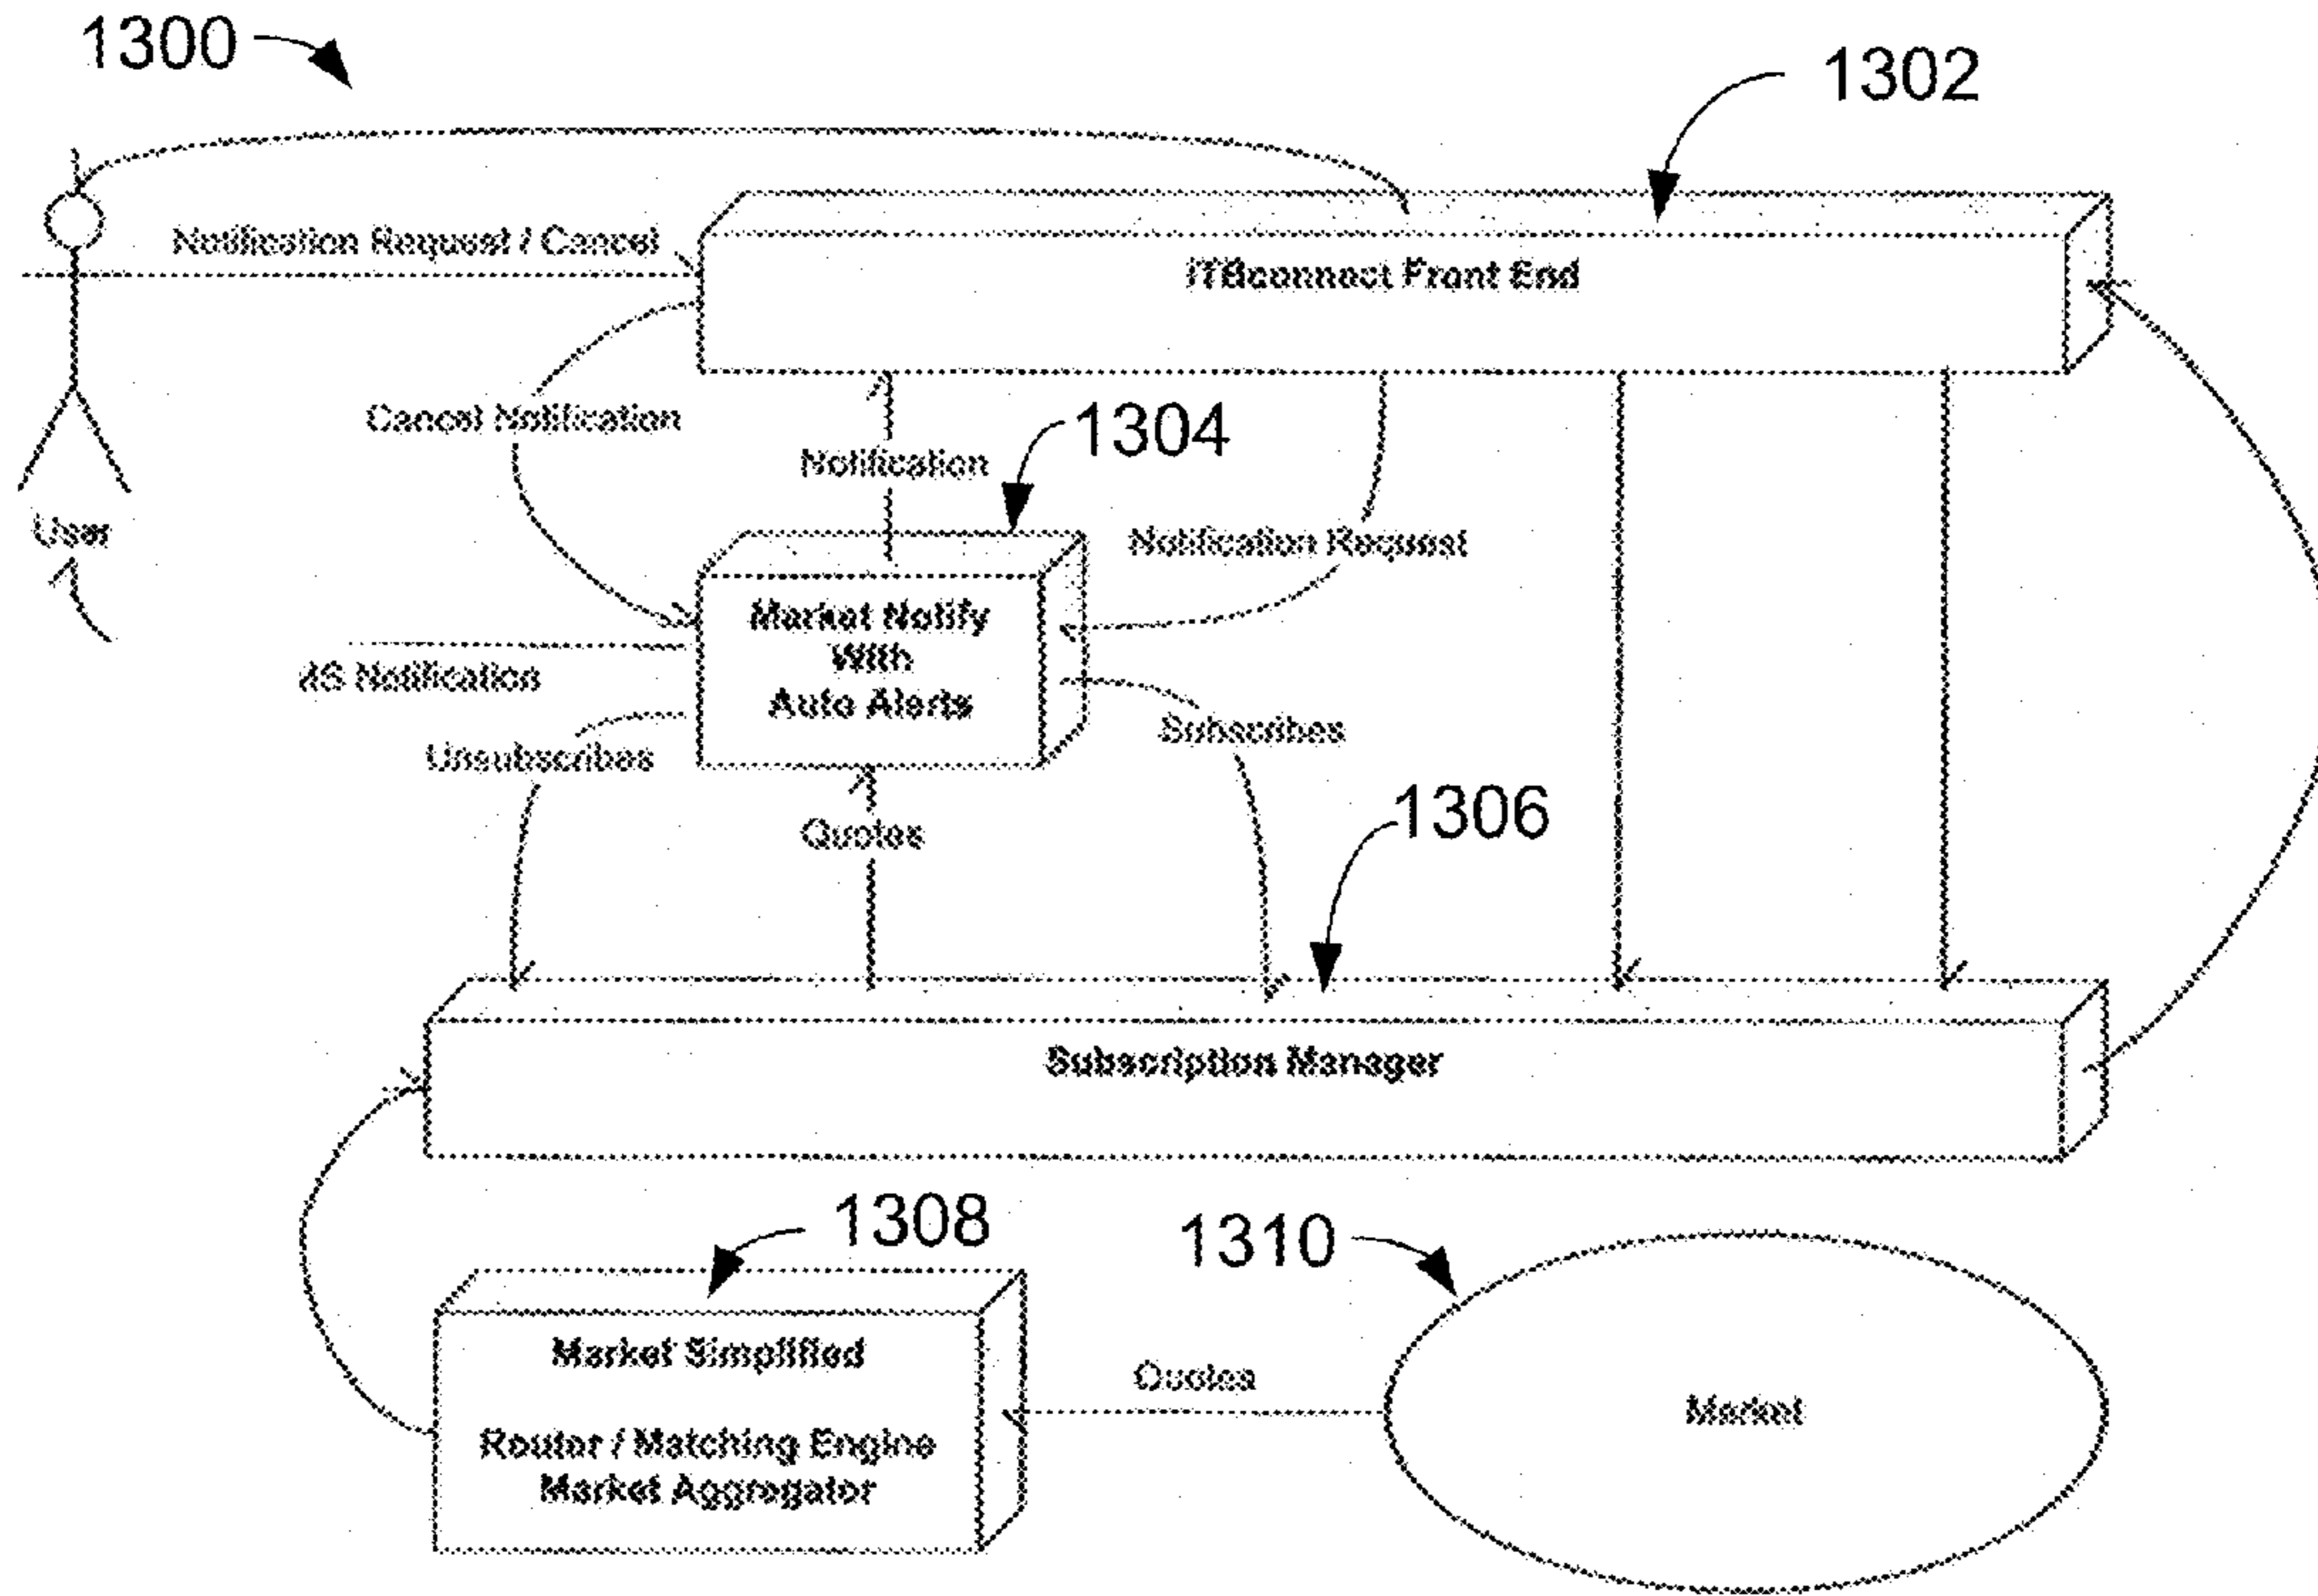 1300
1302
Notification Request / Cancel
ITBconnect Front End
Cancel Notification
1304
Notification
User
Notification Request
Market Notify
With
Auto Alerts
Notification
Subscribes
Unsubscribes
1306
Quotes
Subscription Manager
1308
1310
Market Simplified
Quotes
Market
Router / Matching Engine
Market Aggregator